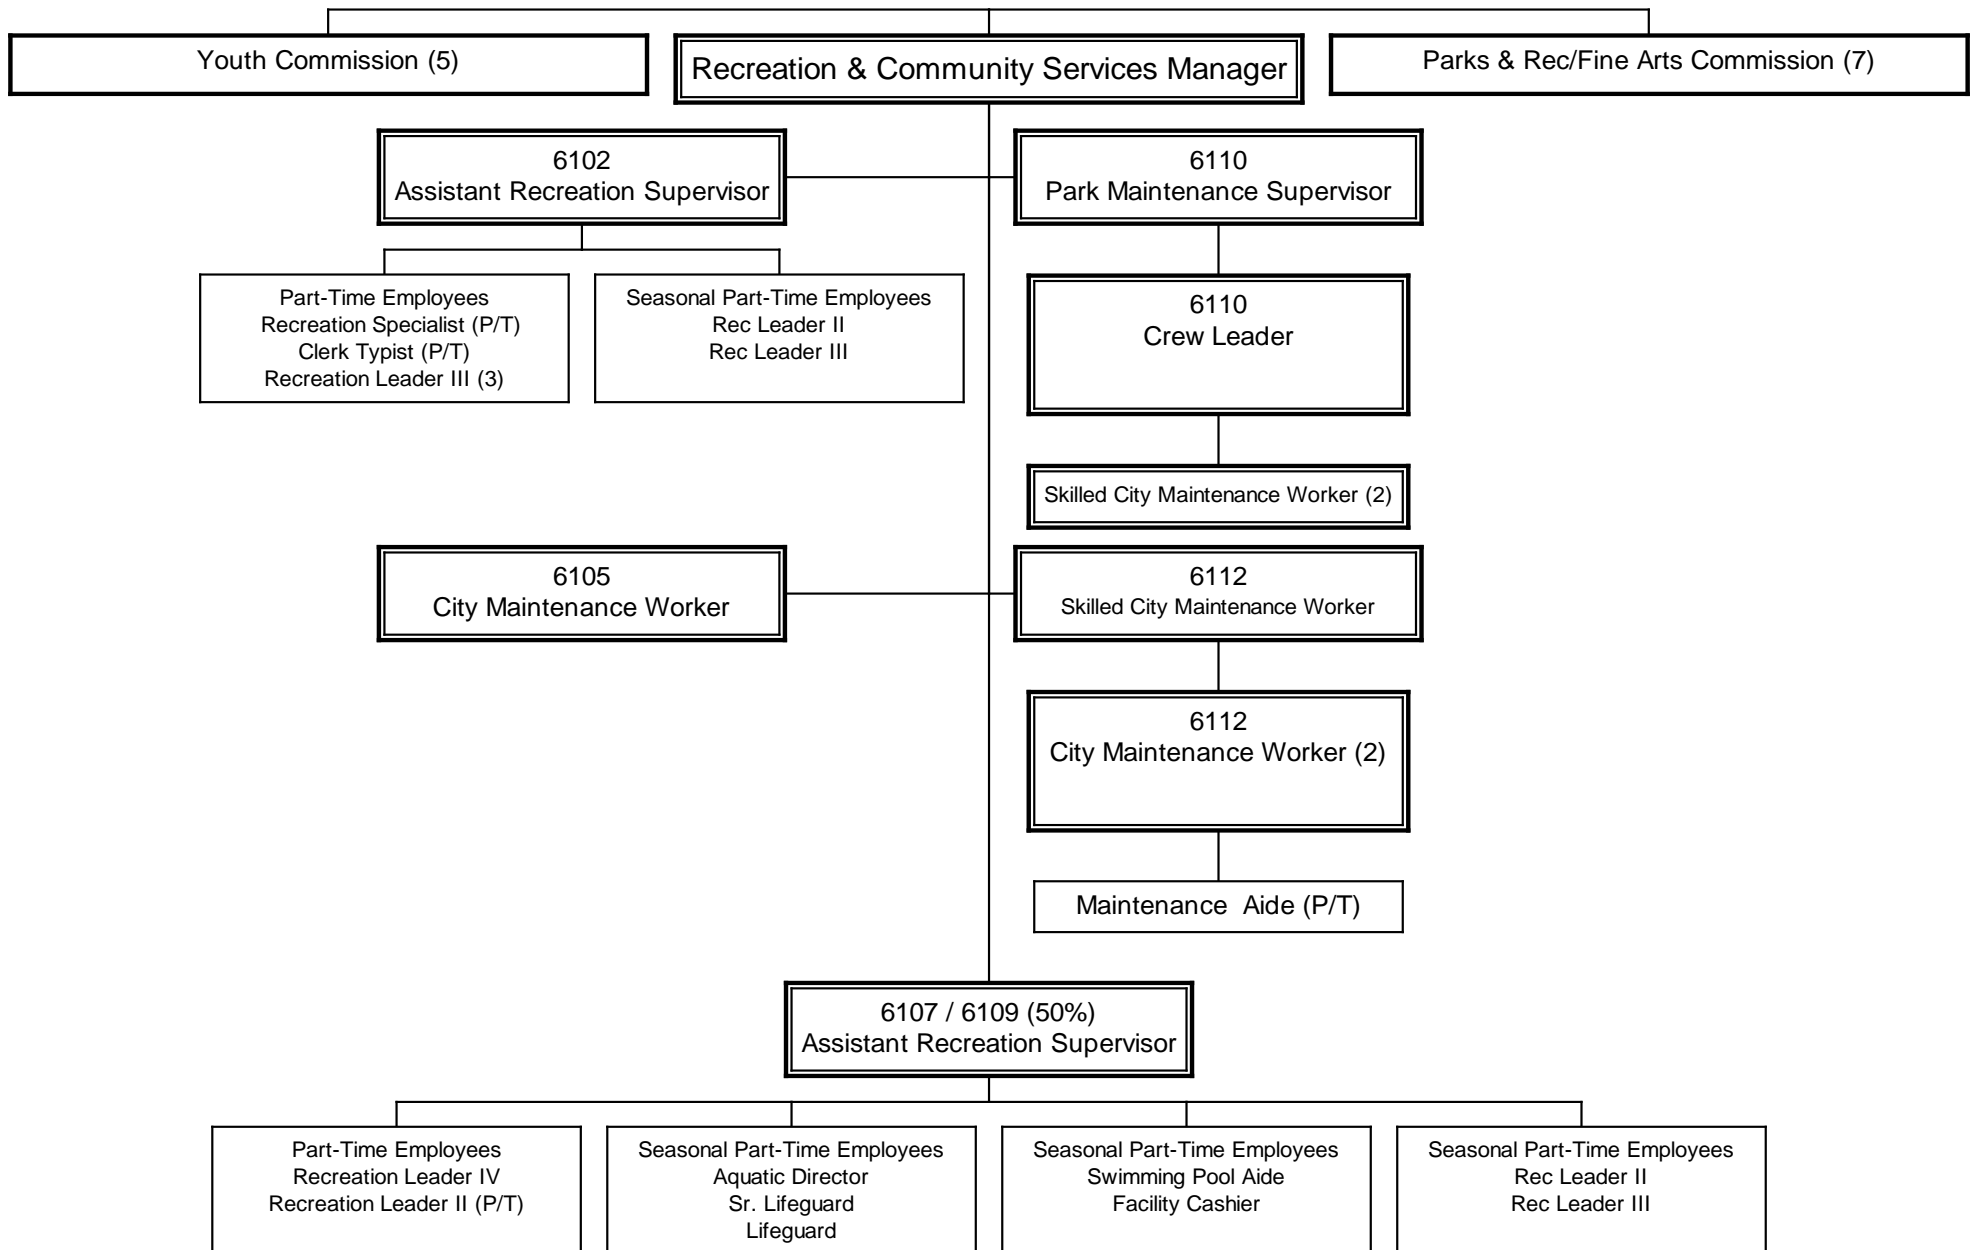 Youth Commission (5)
Recreation & Community Services Manager
Parks & Rec/Fine Arts Commission (7)
6102
Assistant Recreation Supervisor
6110
Park Maintenance Supervisor
Part-Time Employees
Recreation Specialist (P/T)
Clerk Typist (P/T)
Recreation Leader III (3)
Seasonal Part-Time Employees
Rec Leader II
Rec Leader III
6110
Crew Leader
Skilled City Maintenance Worker (2)
6105
City Maintenance Worker
6112
Skilled City Maintenance Worker
6112
City Maintenance Worker (2)
Maintenance Aide (P/T)
6107 / 6109 (50%)
Assistant Recreation Supervisor
Part-Time Employees
Recreation Leader IV
Recreation Leader II (P/T)
Seasonal Part-Time Employees
Aquatic Director
Sr. Lifeguard
Lifeguard
Seasonal Part-Time Employees
Swimming Pool Aide
Facility Cashier
Seasonal Part-Time Employees
Rec Leader II
Rec Leader III